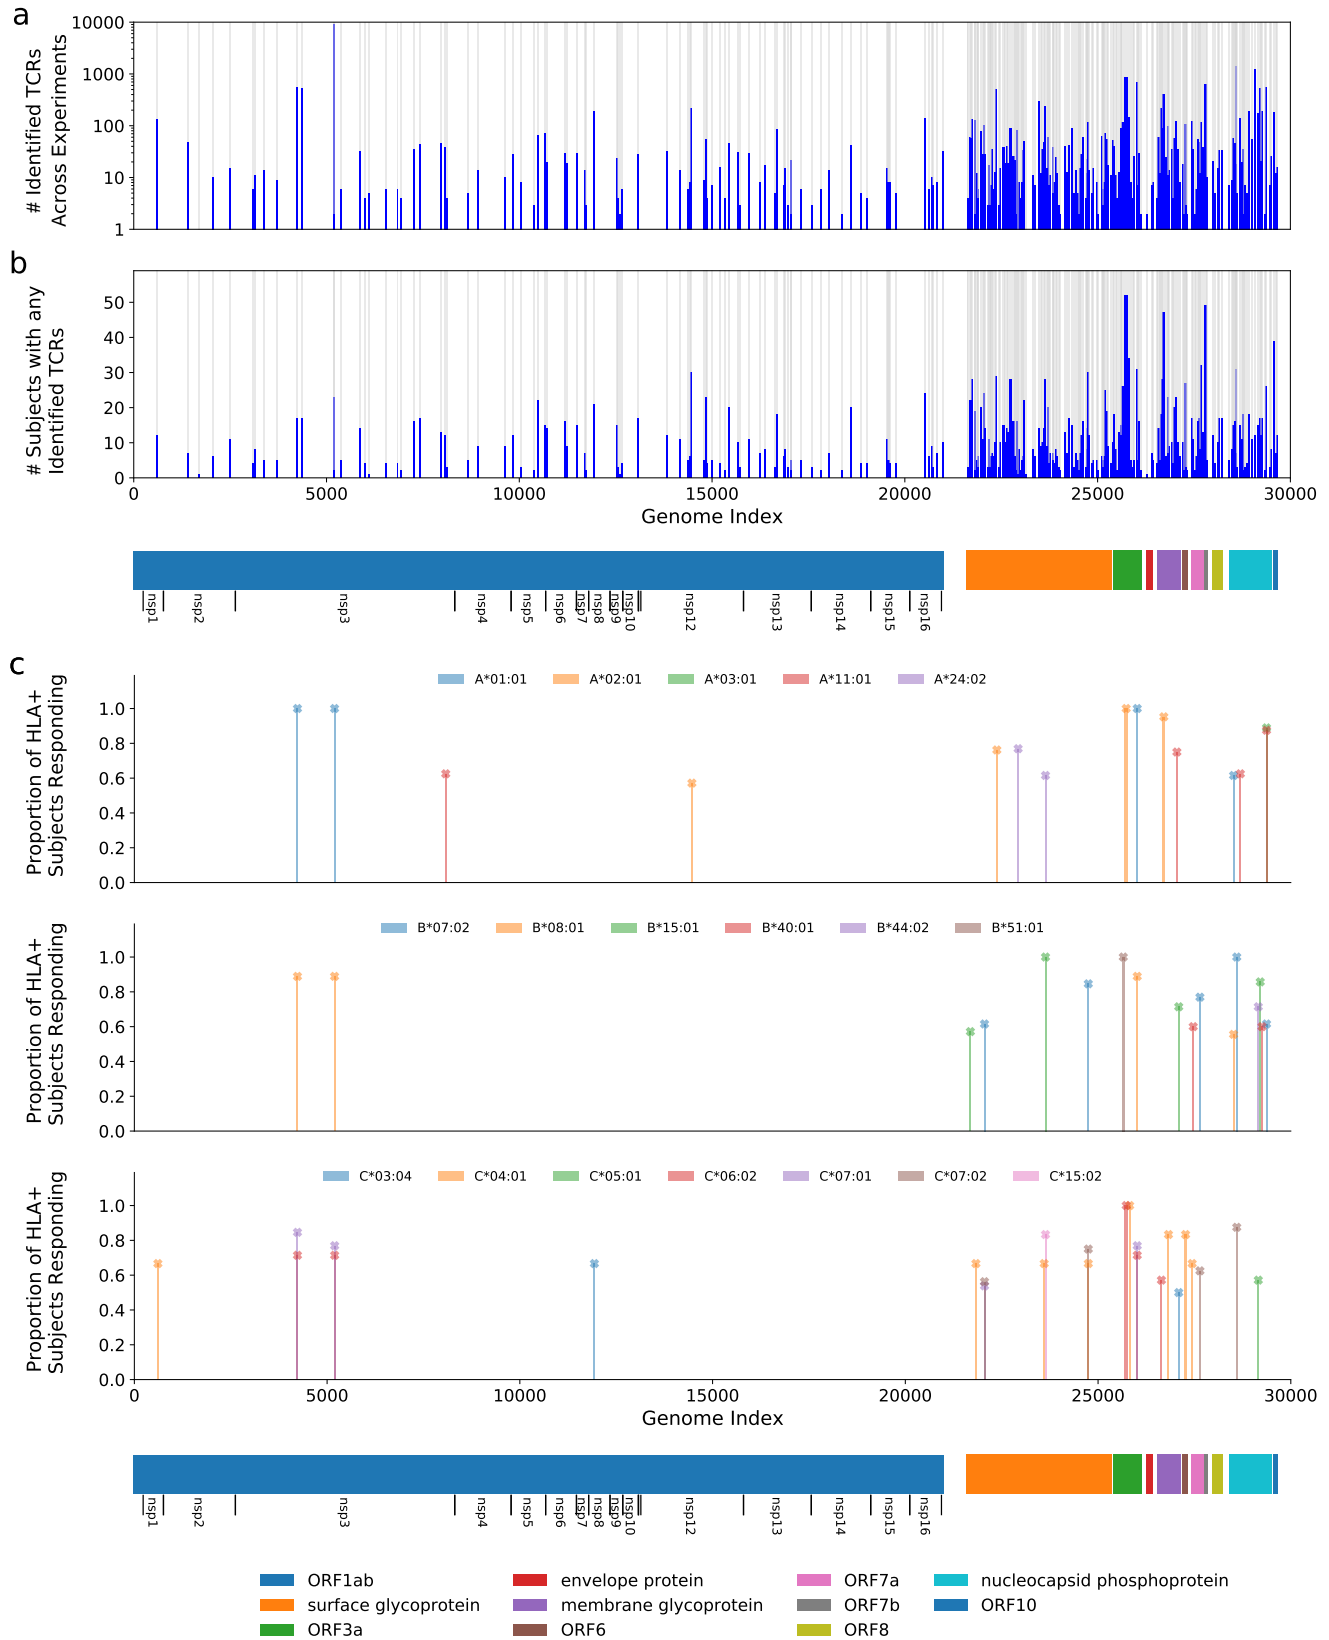 a
10000
1000
100
10
1
# Identified TCRs
Across Experiments
b
50
40
30
20
10
0
# Subjects with any
Identified TCRs
0 5000 10000 15000 20000 25000 30000
Genome Index
nsp1 nsp2 nsp3 nsp4 nsp5 nsp6 nsp7 nsp8 nsp9 nsp10 nsp12 nsp13 nsp14 nsp15 nsp16
c
A*01:01 A*02:01 A*03:01 A*11:01 A*24:02
1.0
0.8
0.6
0.4
0.2
0.0
Proportion of HLA+
Subjects Responding
B*07:02 B*08:01 B*15:01 B*40:01 B*44:02 B*51:01
1.0
0.8
0.6
0.4
0.2
0.0
Proportion of HLA+
Subjects Responding
C*03:04 C*04:01 C*05:01 C*06:02 C*07:01 C*07:02 C*15:02
1.0
0.8
0.6
0.4
0.2
0.0
Proportion of HLA+
Subjects Responding
0 5000 10000 15000 20000 25000 30000
Genome Index
nsp1 nsp2 nsp3 nsp4 nsp5 nsp6 nsp7 nsp8 nsp9 nsp10 nsp12 nsp13 nsp14 nsp15 nsp16
ORF1ab envelope protein ORF7a nucleocapsid phosphoprotein
surface glycoprotein membrane glycoprotein ORF7b ORF10
ORF3a ORF6 ORF8